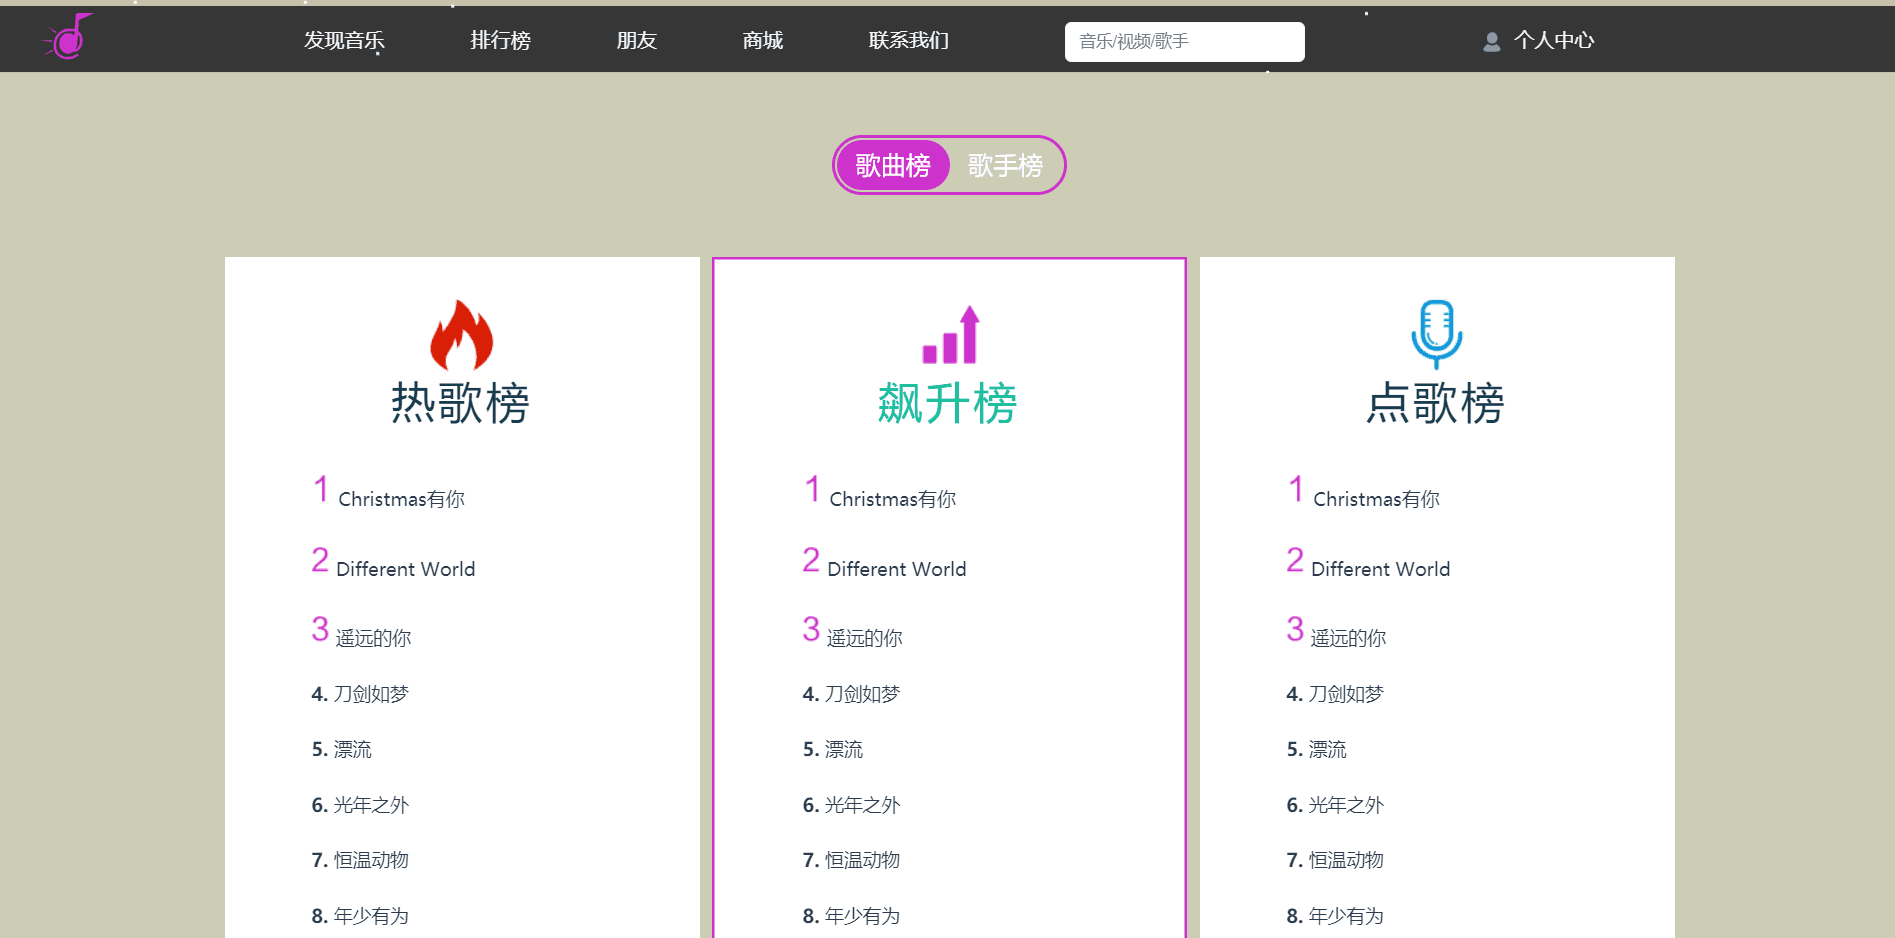 发现音乐 排行榜 朋友 商城 联系我们 音乐/视频/歌手 个人中心
歌曲榜 歌手榜
热歌榜
1 Christmas有你
2 Different World
3 遥远的你
4. 刀剑如梦
5. 漂流
6. 光年之外
7. 恒温动物
8. 年少有为
飙升榜
1 Christmas有你
2 Different World
3 遥远的你
4. 刀剑如梦
5. 漂流
6. 光年之外
7. 恒温动物
8. 年少有为
点歌榜
1 Christmas有你
2 Different World
3 遥远的你
4. 刀剑如梦
5. 漂流
6. 光年之外
7. 恒温动物
8. 年少有为